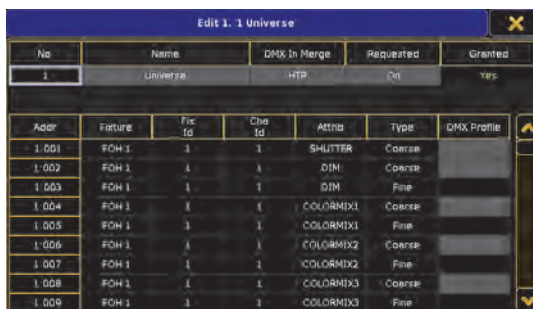 Edit 1. '1 Universe'
No Name DMX In Merge Requested Granted
1 Universe HTP On Yes
Addr Fixture Fix Id Cha Id Attrib Type DMX Profile
1.001 FOH 1 1 1 SHUTTER Coarse
1.002 FOH 1 1 1 DIM Coarse
1.003 FOH 1 1 1 DIM Fine
1.004 FOH 1 1 1 COLORMIX1 Coarse
1.005 FOH 1 1 1 COLORMIX1 Fine
1.006 FOH 1 1 1 COLORMIX2 Coarse
1.007 FOH 1 1 1 COLORMIX2 Fine
1.008 FOH 1 1 1 COLORMIX3 Coarse
1.009 FOH 1 1 1 COLORMIX3 Fine